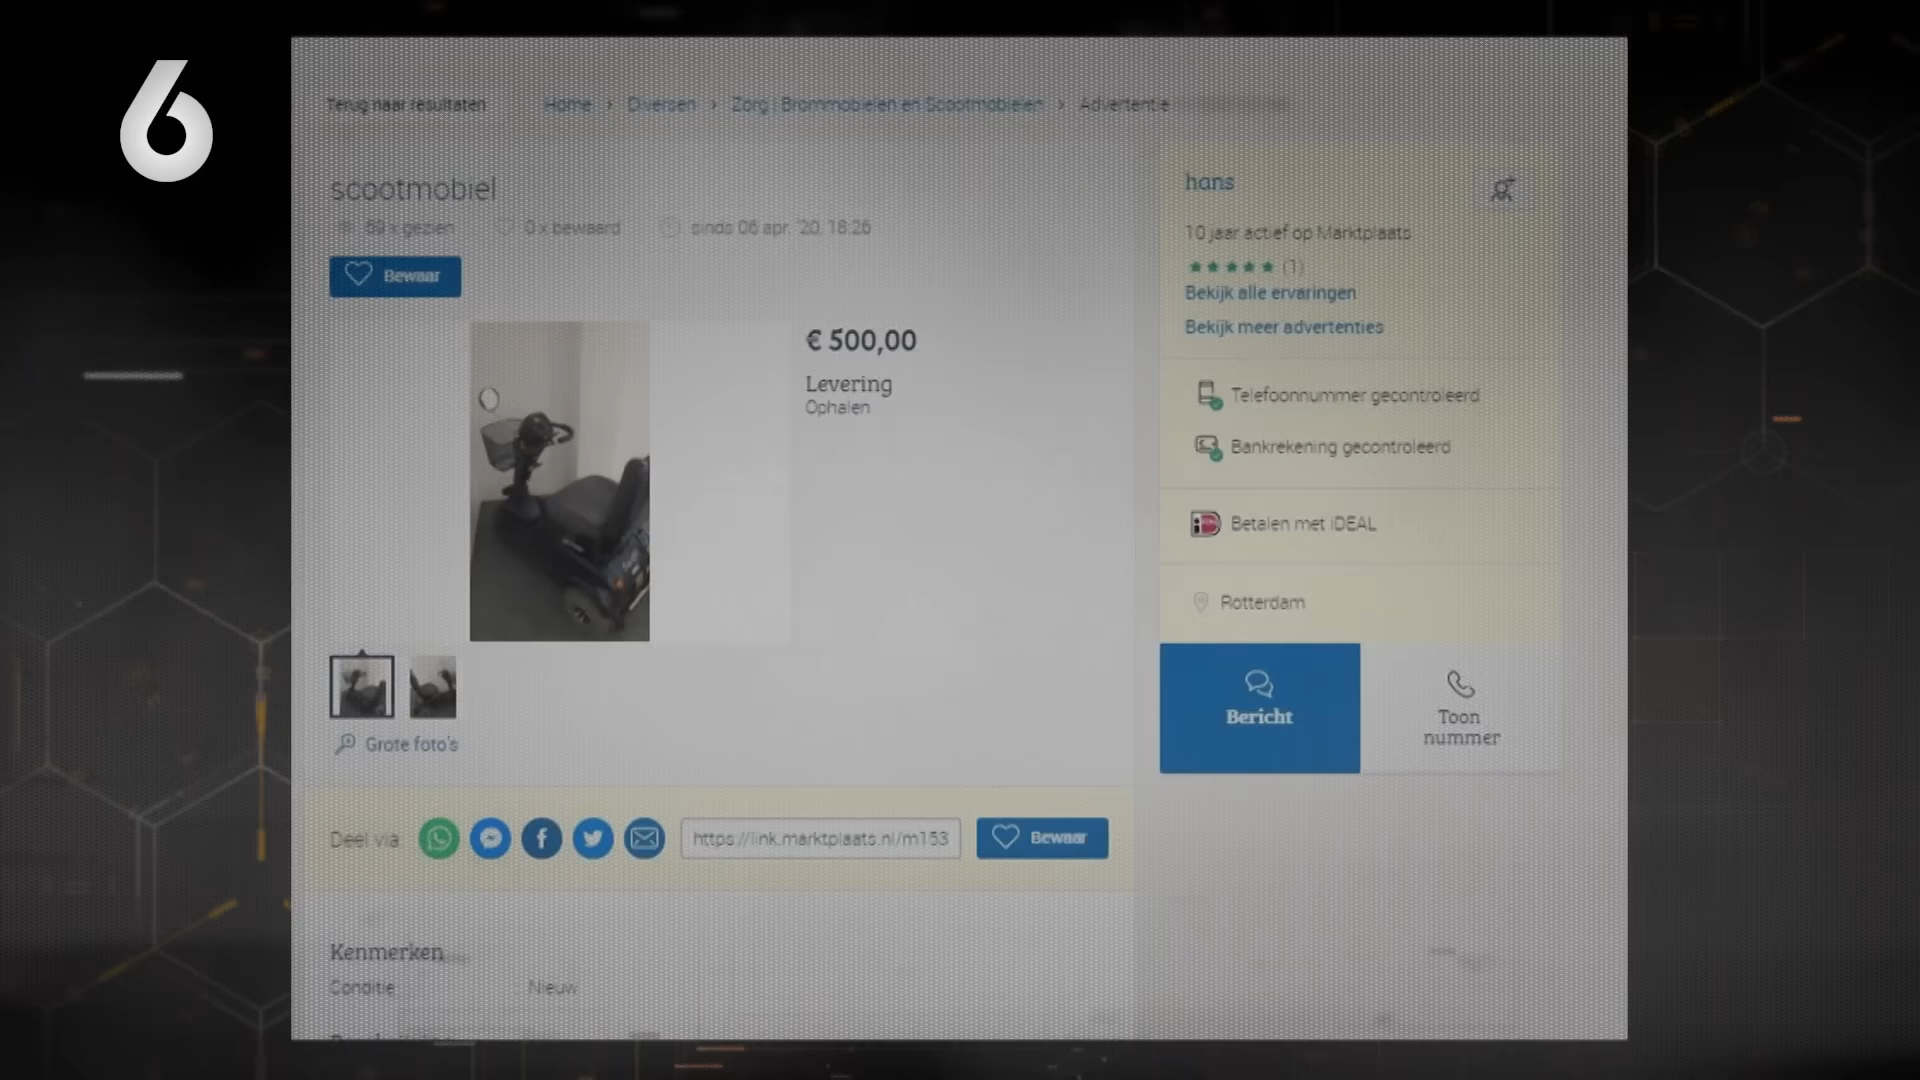 6
Terug naar resultaten Home > Diversen > Zorg | Brommobielen en Scootmobielen > Advertentie
scootmobiel
69 x gezien 0 x bewaard sinds 06 apr. '20, 18:26
Bewaar
€ 500,00
Levering
Ophalen
Grote foto's
Deel via https://link.marktplaats.nl/m153 Bewaar
Kenmerken
Conditie : Nieuw
hans
10 jaar actief op Marktplaats
(1)
Bekijk alle ervaringen
Bekijk meer advertenties
Telefoonnummer gecontroleerd
Bankrekening gecontroleerd
Betalen met iDEAL
Rotterdam
Bericht
Toon
nummer